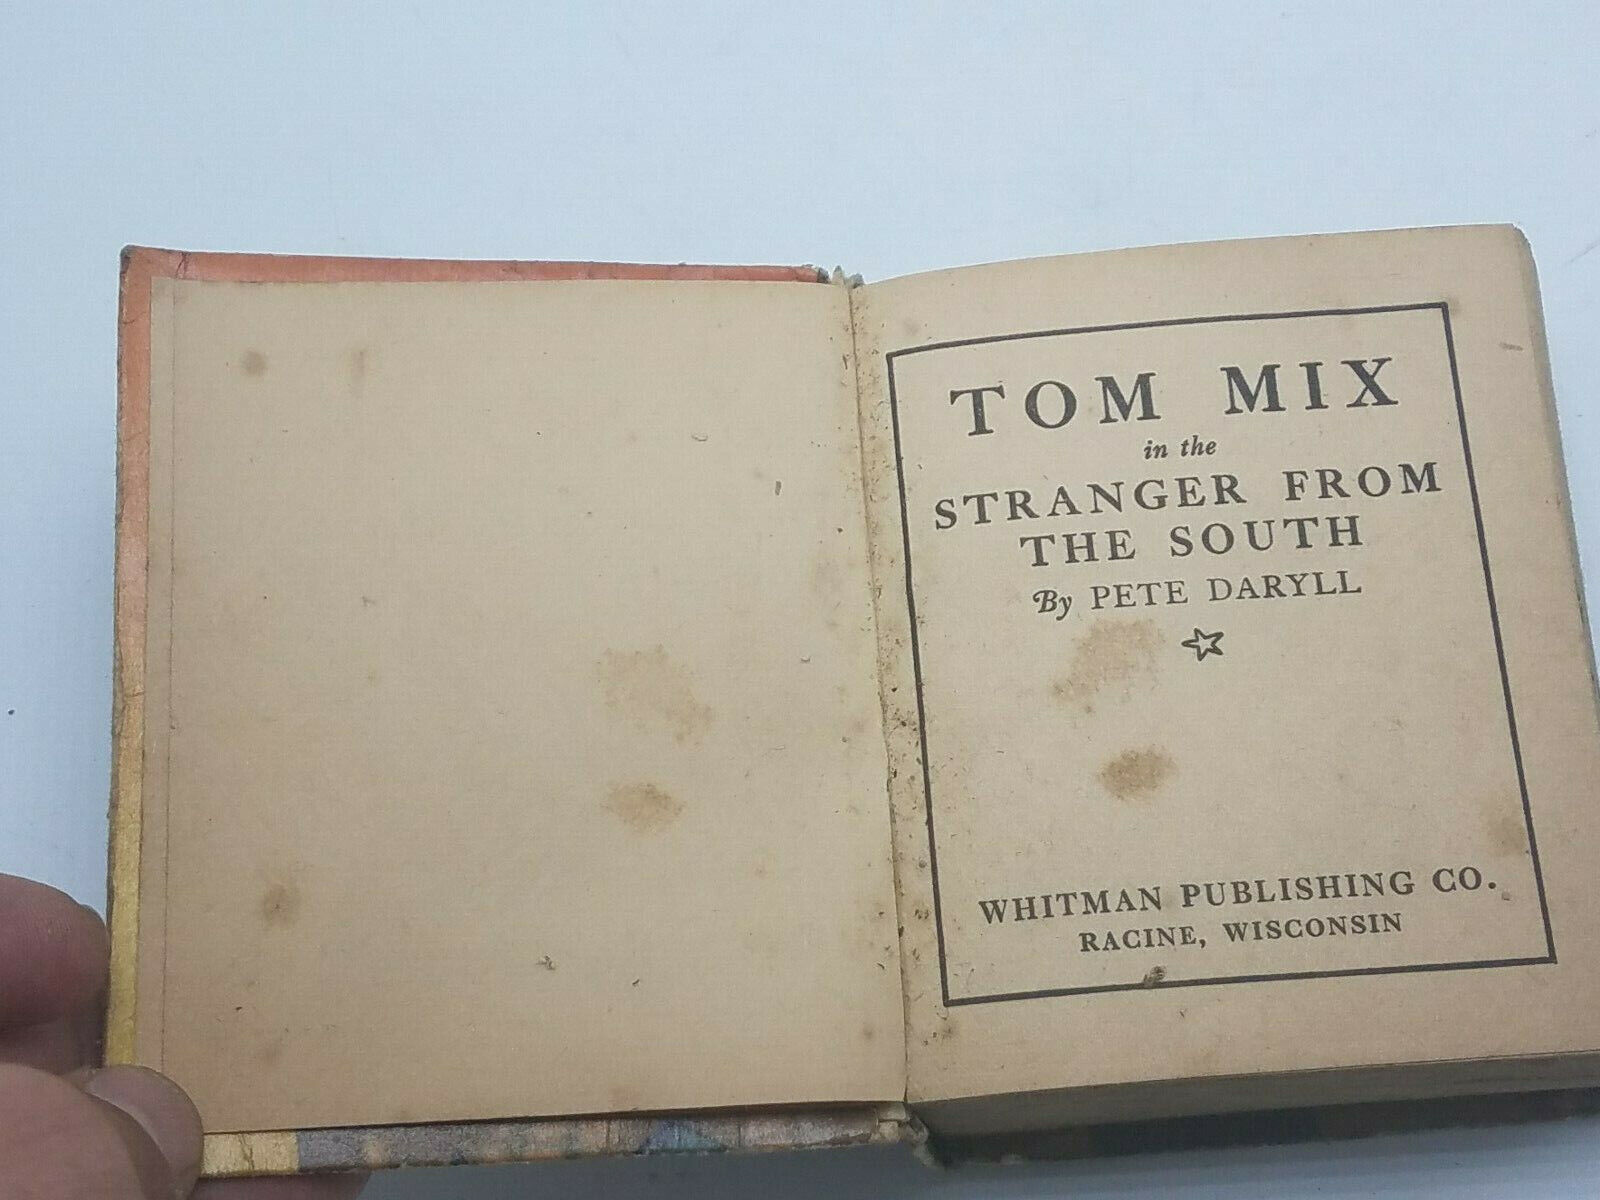 TOM MIX
in the
STRANGER FROM
THE SOUTH
By PETE DARYLL
WHITMAN PUBLISHING CO.
RACINE, WISCONSIN